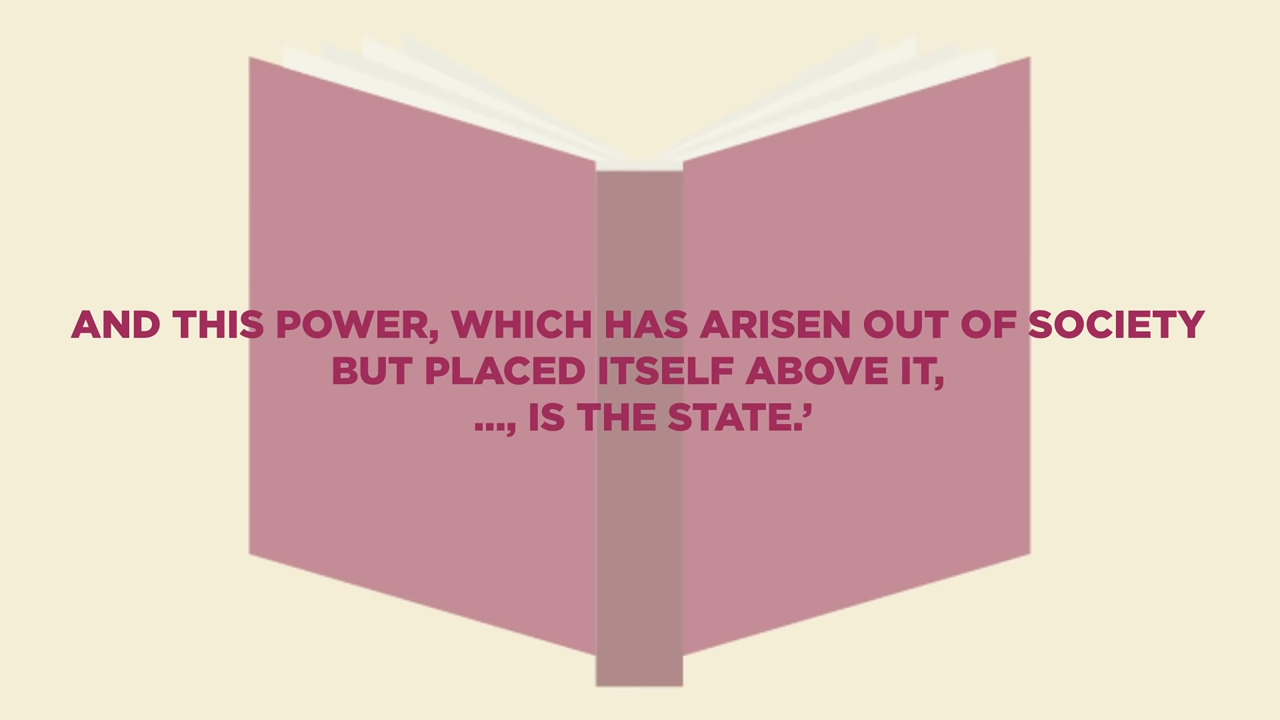 AND THIS POWER, WHICH HAS ARISEN OUT OF SOCIETY
BUT PLACED ITSELF ABOVE IT,
..., IS THE STATE.’